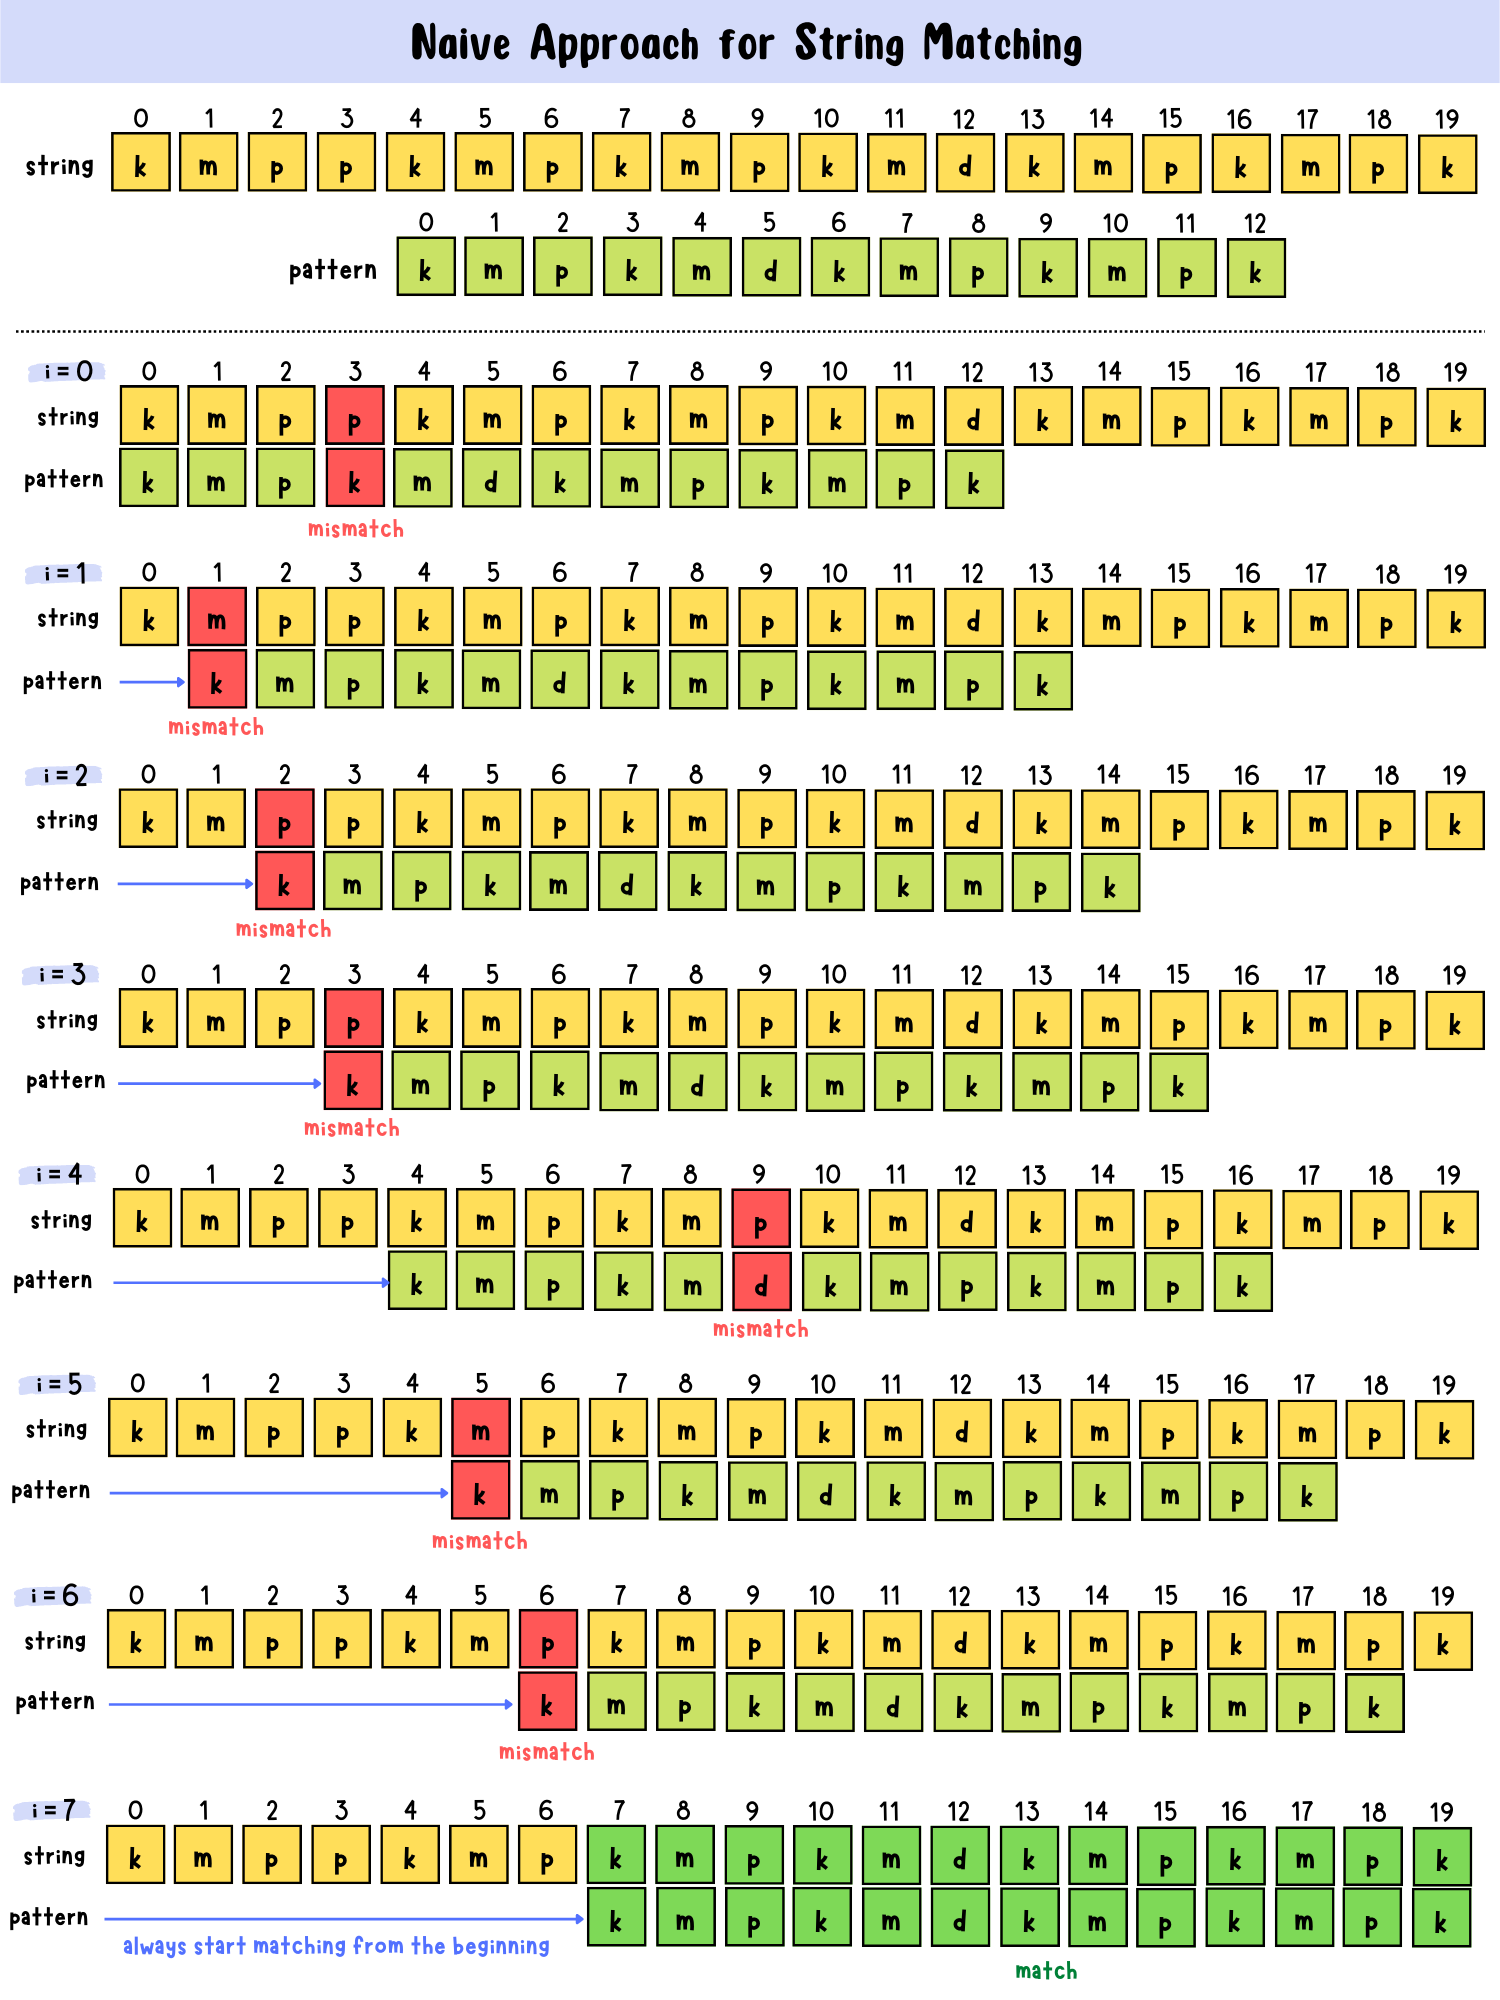 Naive Approach for String Matching
0 1 2 3 4 5 6 7 8 9 10 11 12 13 14 15 16 17 18 19
string k m p p k m p k m p k m d k m p k m p k
0 1 2 3 4 5 6 7 8 9 10 11 12
pattern k m p k m d k m p k m p k
i = 0 0 1 2 3 4 5 6 7 8 9 10 11 12 13 14 15 16 17 18 19
string k m p p k m p k m p k m d k m p k m p k
pattern k m p k m d k m p k m p k
mismatch
i = 1 0 1 2 3 4 5 6 7 8 9 10 11 12 13 14 15 16 17 18 19
string k m p p k m p k m p k m d k m p k m p k
pattern k m p k m d k m p k m p k
mismatch
i = 2 0 1 2 3 4 5 6 7 8 9 10 11 12 13 14 15 16 17 18 19
string k m p p k m p k m p k m d k m p k m p k
pattern k m p k m d k m p k m p k
mismatch
i = 3 0 1 2 3 4 5 6 7 8 9 10 11 12 13 14 15 16 17 18 19
string k m p p k m p k m p k m d k m p k m p k
pattern k m p k m d k m p k m p k
mismatch
i = 4 0 1 2 3 4 5 6 7 8 9 10 11 12 13 14 15 16 17 18 19
string k m p p k m p k m p k m d k m p k m p k
pattern k m p k m d k m p k m p k
mismatch
i = 5 0 1 2 3 4 5 6 7 8 9 10 11 12 13 14 15 16 17 18 19
string k m p p k m p k m p k m d k m p k m p k
pattern k m p k m d k m p k m p k
mismatch
i = 6 0 1 2 3 4 5 6 7 8 9 10 11 12 13 14 15 16 17 18 19
string k m p p k m p k m p k m d k m p k m p k
pattern k m p k m d k m p k m p k
mismatch
i = 7 0 1 2 3 4 5 6 7 8 9 10 11 12 13 14 15 16 17 18 19
string k m p p k m p k m p k m d k m p k m p k
pattern k m p k m d k m p k m p k
always start matching from the beginning
match